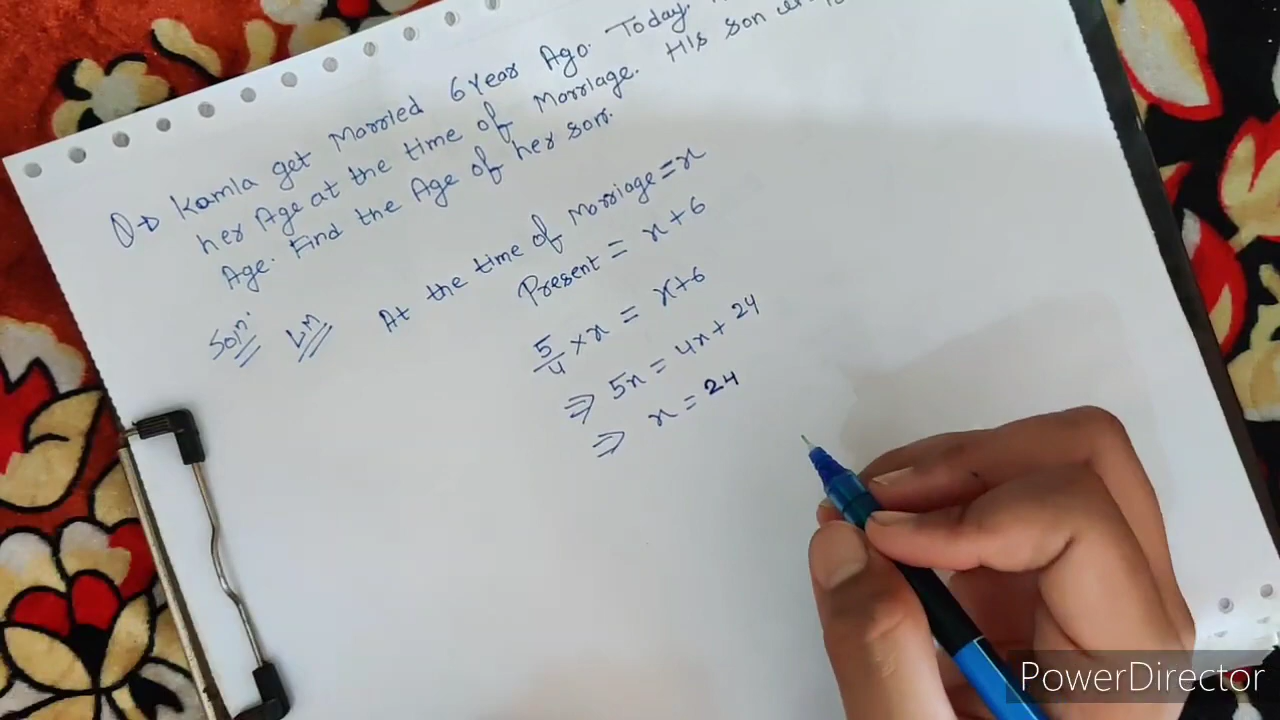 Q→ Kamla get Married 6 Year Ago. Today
her Age at the time of Marriage. His son
Age. Find the Age of her son.
Solⁿ: At the time of Marriage = x
Present = x + 6
5/4 × x = x + 6
⇒ 5x = 4x + 24
⇒ x = 24
PowerDirector